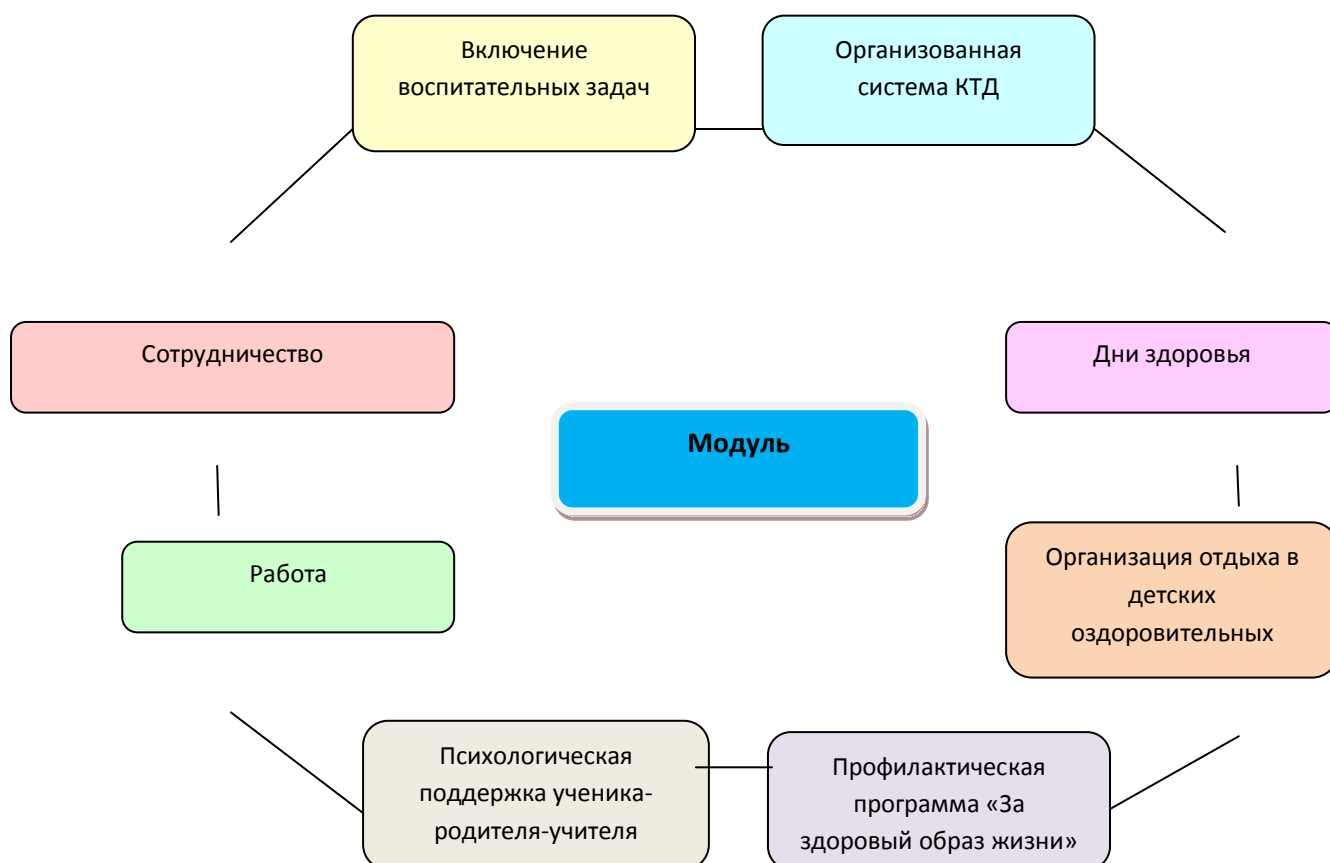 Включение
воспитательных задач
Организованная
система КТД
Сотрудничество
Дни здоровья
Модуль
Работа
Организация отдыха в
детских
оздоровительных
Психологическая
поддержка ученика-
родителя-учителя
Профилактическая
программа «За
здоровый образ жизни»